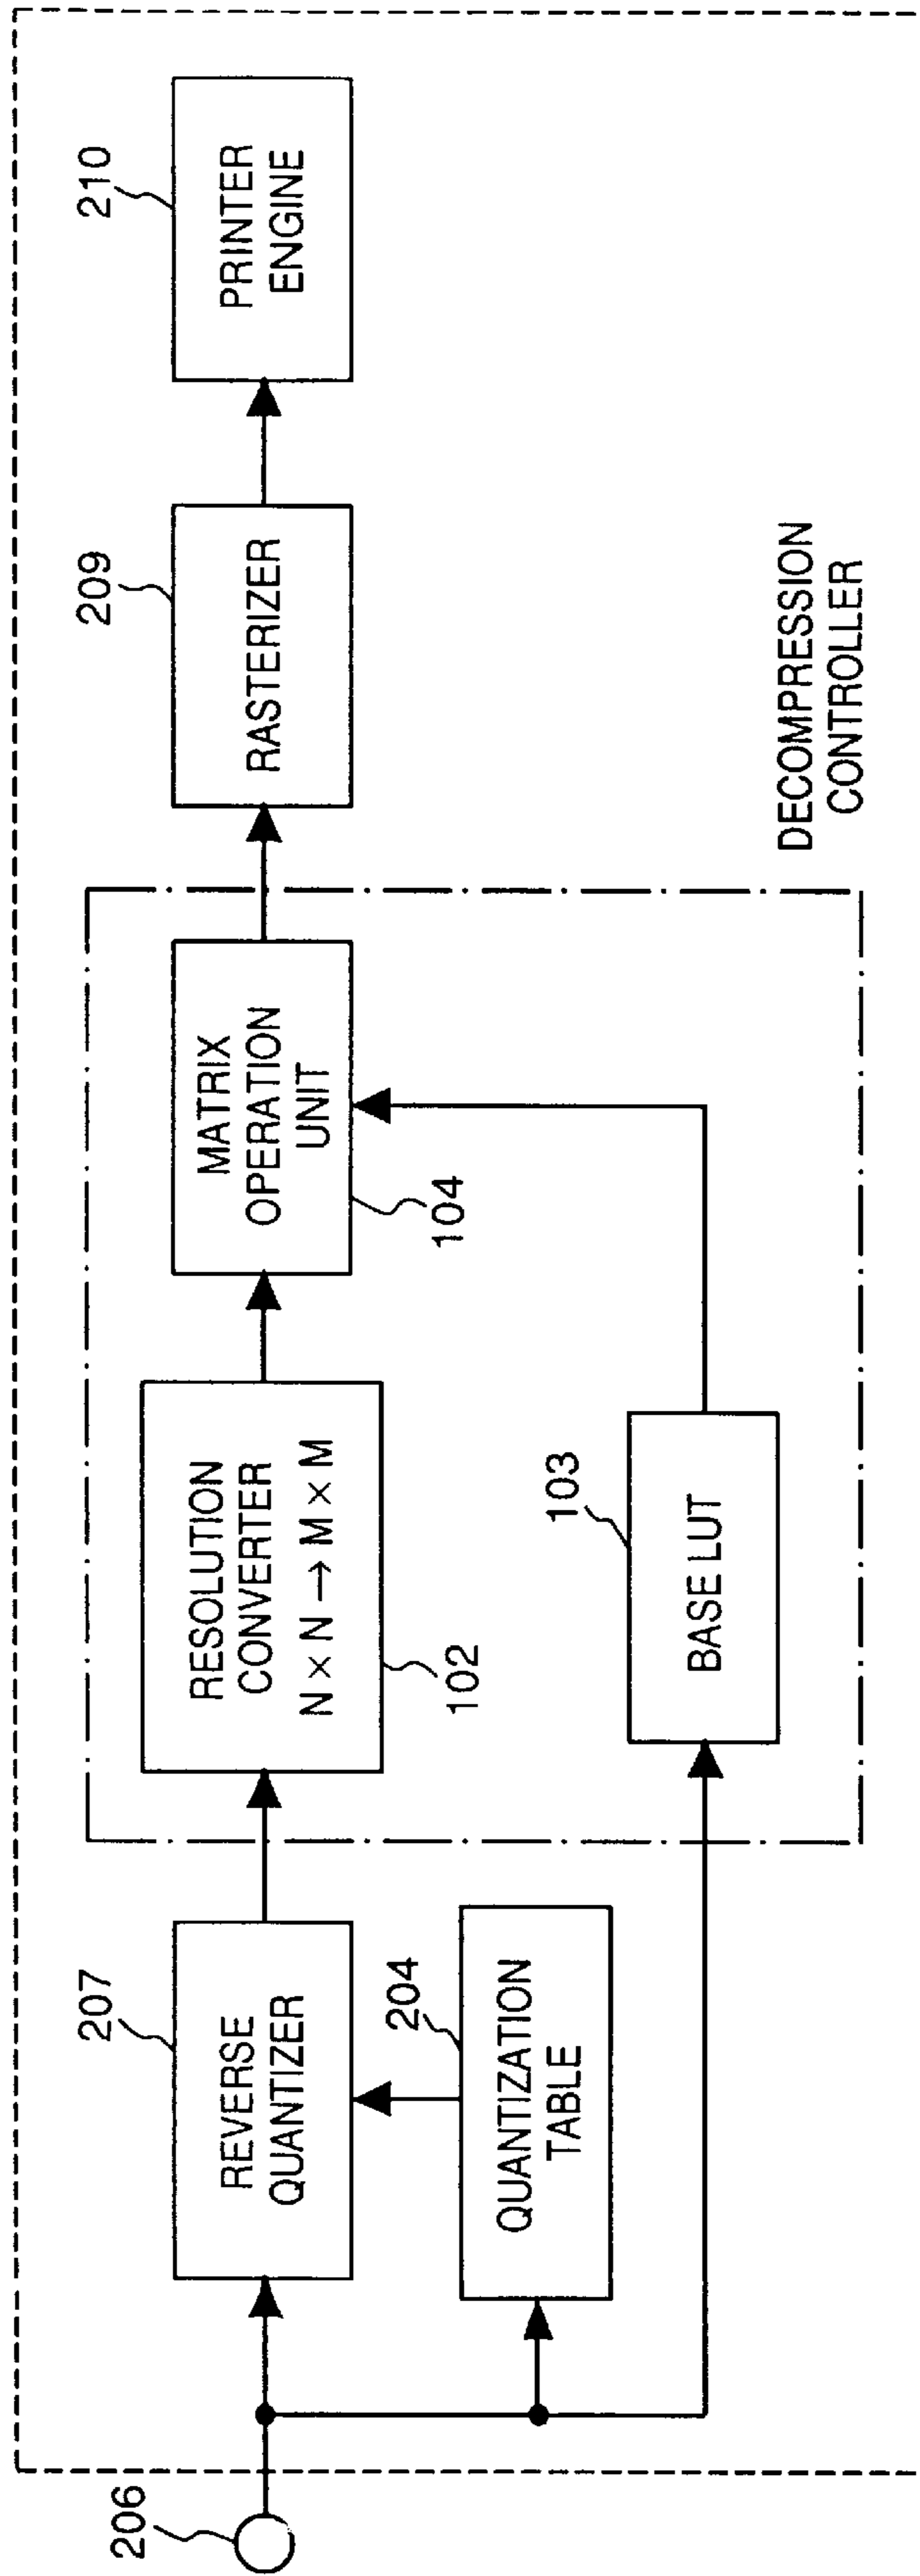 206
207
REVERSE
QUANTIZER
204
QUANTIZATION
TABLE
RESOLUTION
CONVERTER
N × N → M × M
102
103
BASE LUT
MATRIX
OPERATION
UNIT
104
209
RASTERIZER
210
PRINTER
ENGINE
DECOMPRESSION
CONTROLLER